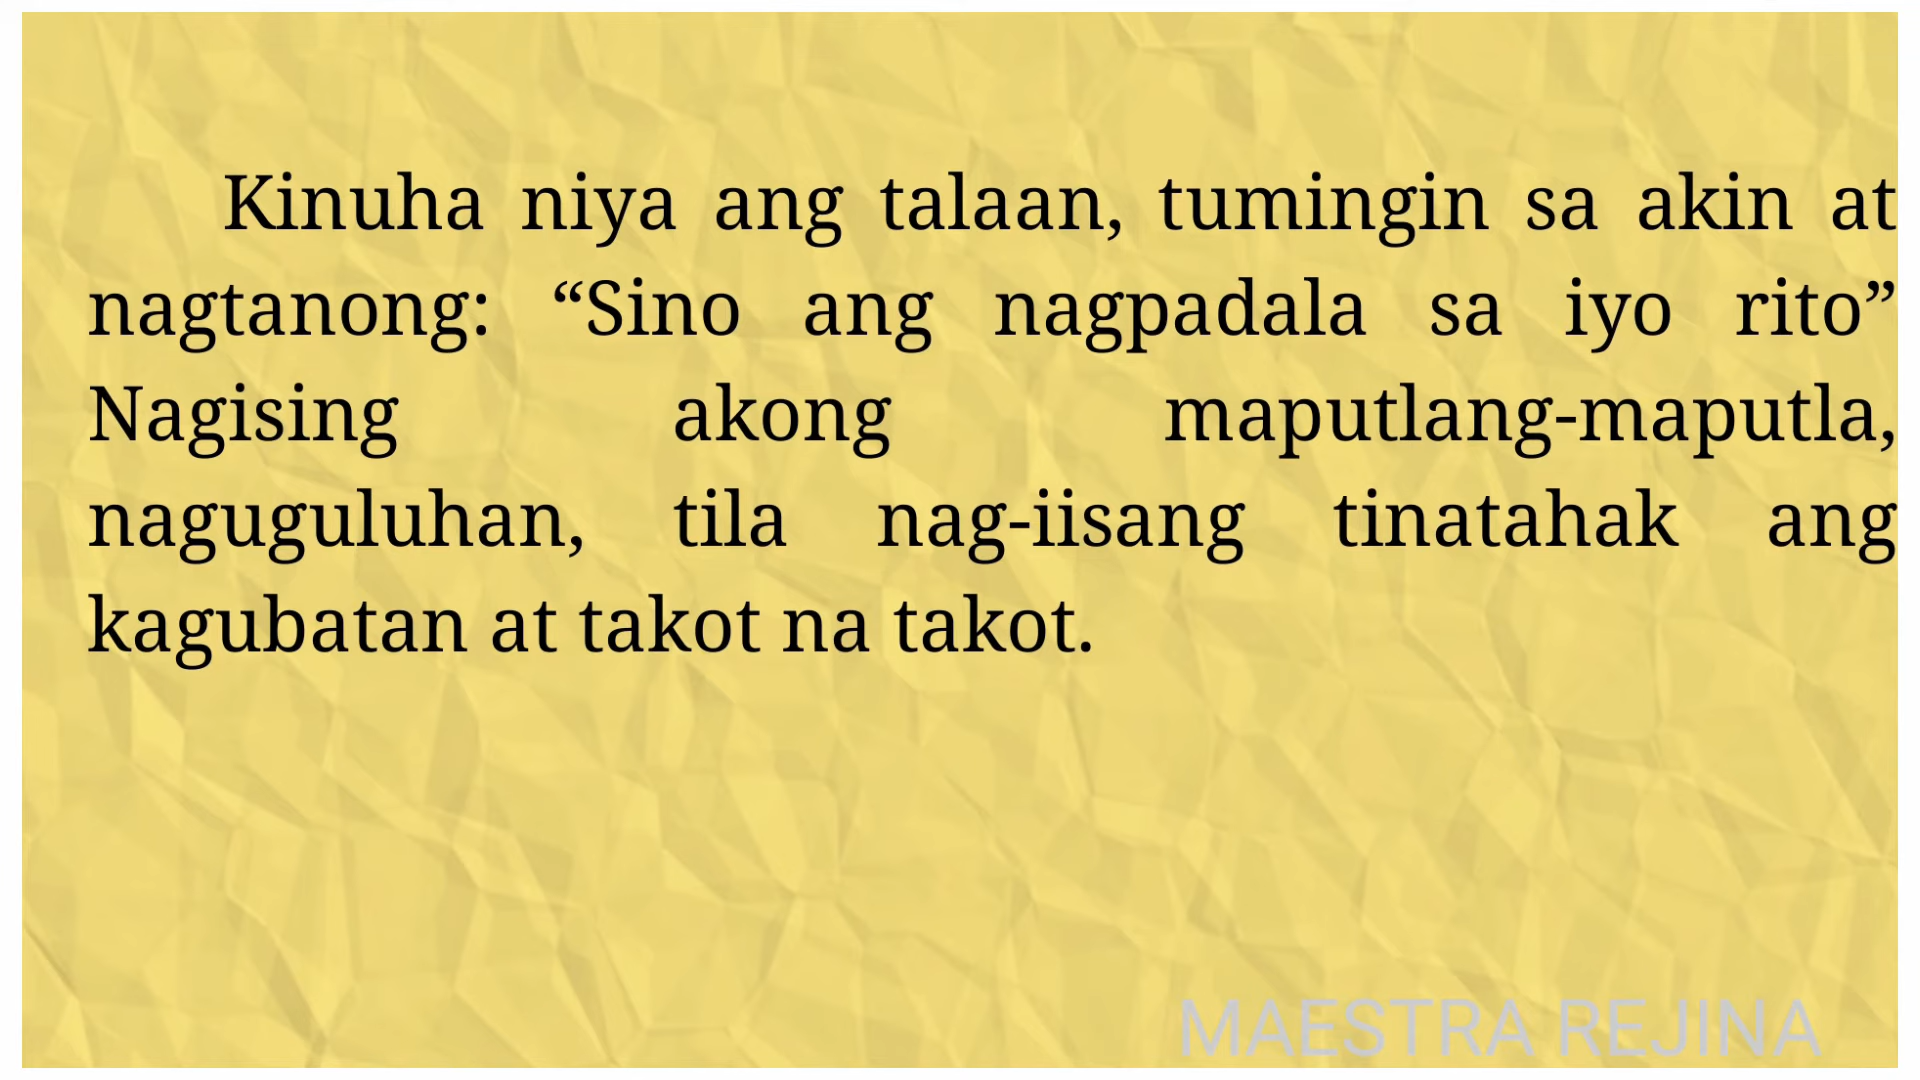 Kinuha niya ang talaan, tumingin sa akin at
nagtanong: “Sino ang nagpadala sa iyo rito”
Nagising akong maputlang-maputla,
naguguluhan, tila nag-iisang tinatahak ang
kagubatan at takot na takot.
MAESTRA REJINA